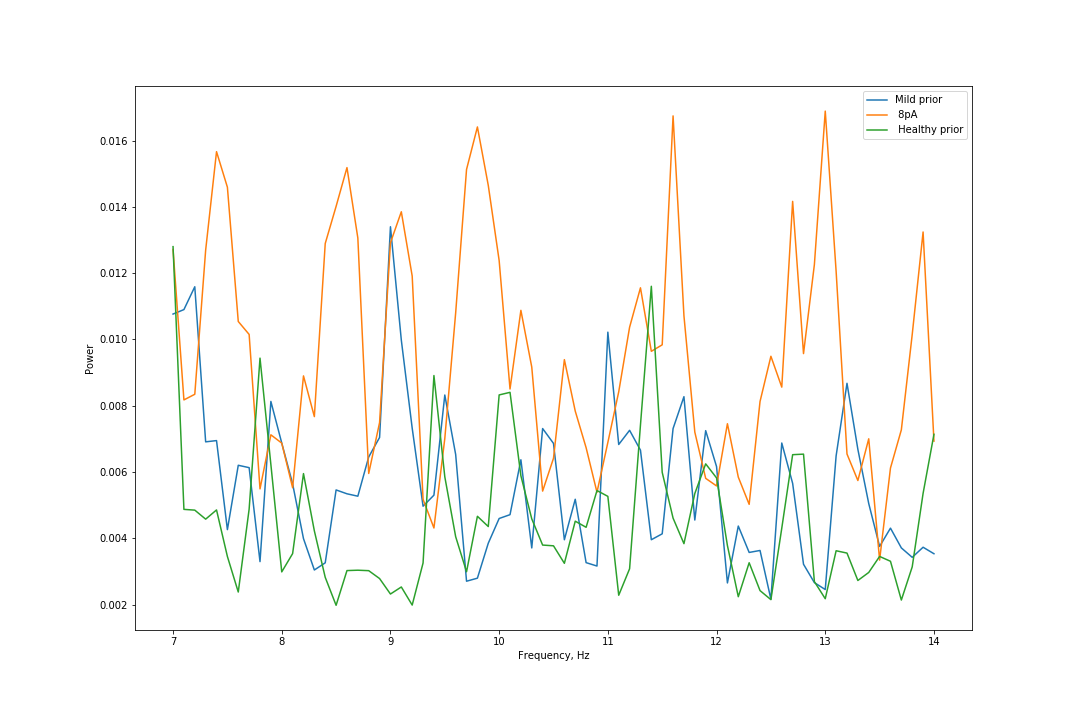 Mild prior
8pA
Healthy prior
Power
0.016
0.014
0.012
0.010
0.008
0.006
0.004
0.002
7 8 9 10 11 12 13 14
Frequency, Hz